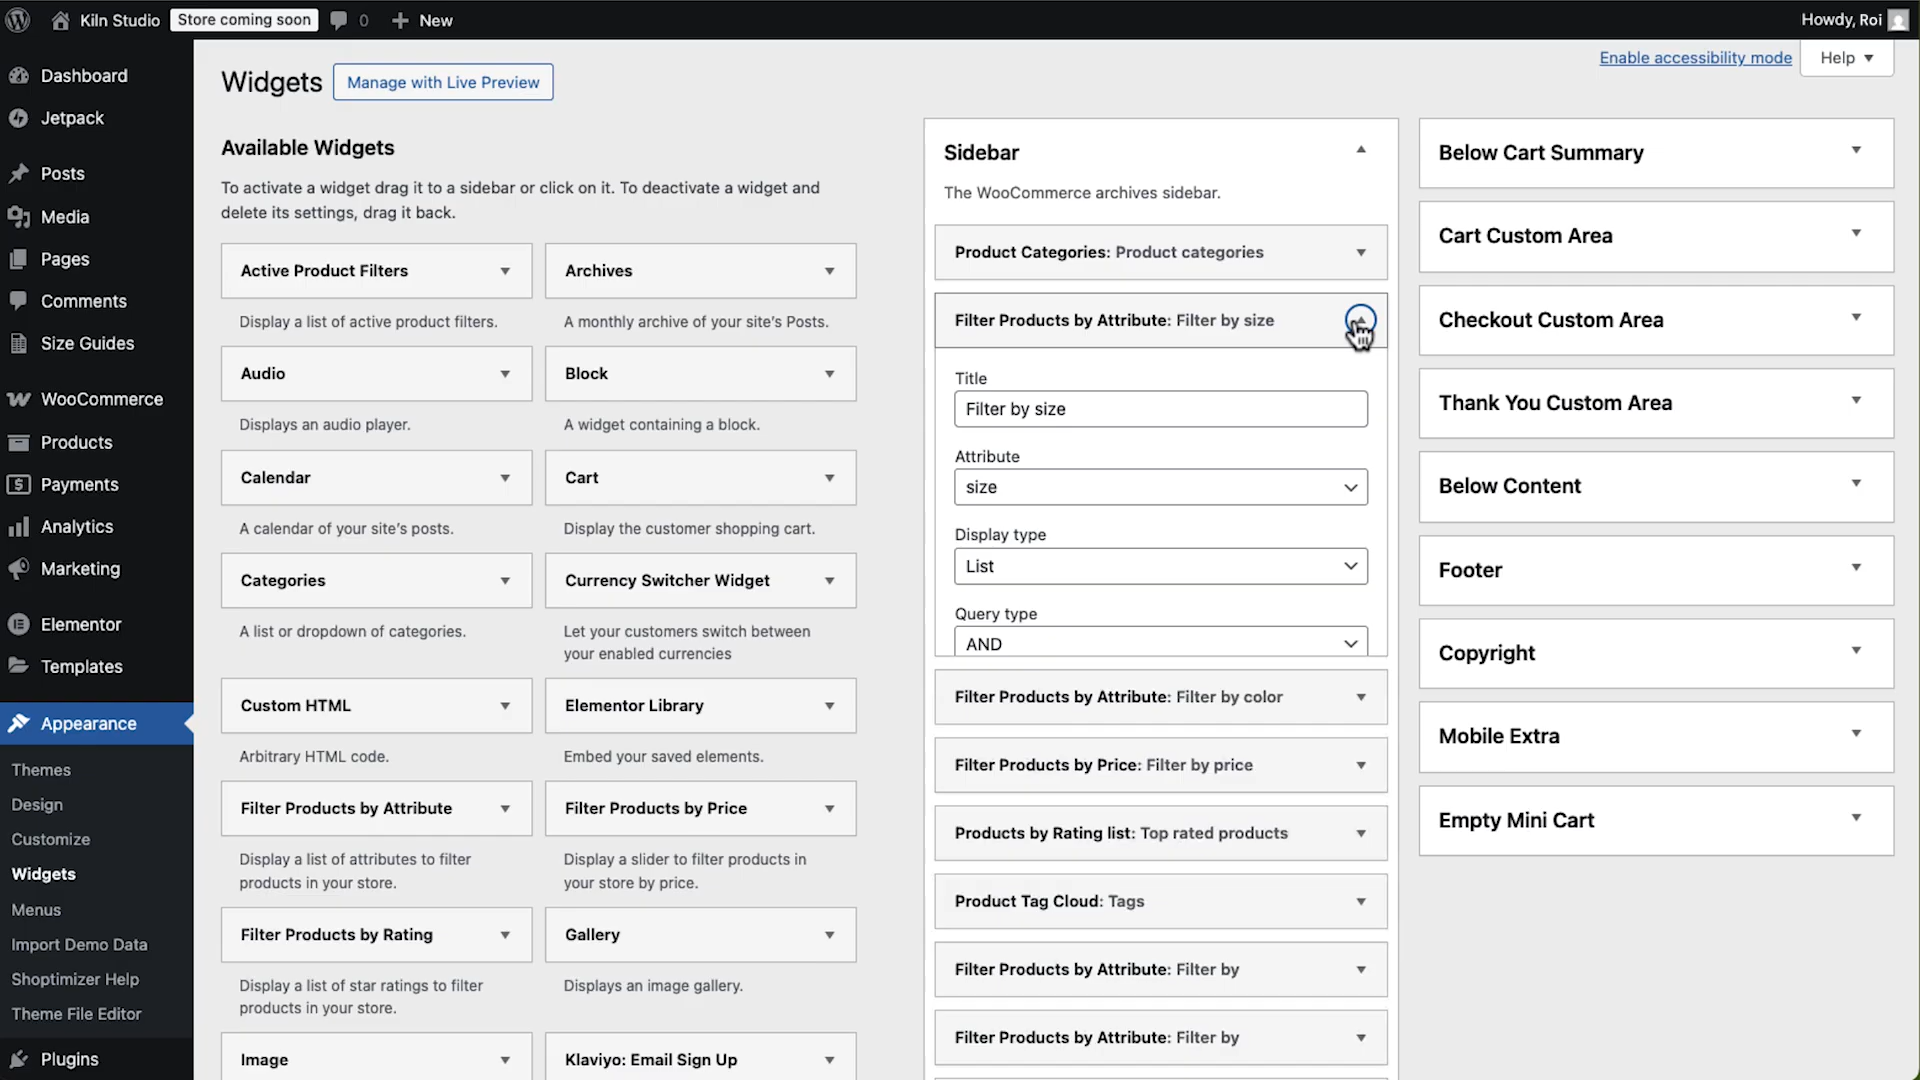 Kiln Studio
Store coming soon
0
New
Howdy, Roi
Dashboard
Jetpack
Posts
Media
Pages
Comments
Size Guides
WooCommerce
Products
Payments
Analytics
Marketing
Elementor
Templates
Appearance
Themes
Design
Customize
Widgets
Menus
Import Demo Data
Shoptimizer Help
Theme File Editor
Plugins
Widgets
Manage with Live Preview
Enable accessibility mode
Help
Available Widgets
To activate a widget drag it to a sidebar or click on it. To deactivate a widget and
delete its settings, drag it back.
Active Product Filters
Display a list of active product filters.
Archives
A monthly archive of your site's Posts.
Audio
Displays an audio player.
Block
A widget containing a block.
Calendar
A calendar of your site's posts.
Cart
Display the customer shopping cart.
Categories
A list or dropdown of categories.
Currency Switcher Widget
Let your customers switch between
your enabled currencies
Custom HTML
Arbitrary HTML code.
Elementor Library
Embed your saved elements.
Filter Products by Attribute
Display a list of attributes to filter
products in your store.
Filter Products by Price
Display a slider to filter products in
your store by price.
Filter Products by Rating
Display a list of star ratings to filter
products in your store.
Gallery
Displays an image gallery.
Image
Klaviyo: Email Sign Up
Sidebar
The WooCommerce archives sidebar.
Product Categories: Product categories
Filter Products by Attribute: Filter by size
Title
Filter by size
Attribute
size
Display type
List
Query type
AND
Filter Products by Attribute: Filter by color
Filter Products by Price: Filter by price
Products by Rating list: Top rated products
Product Tag Cloud: Tags
Filter Products by Attribute: Filter by
Filter Products by Attribute: Filter by
Below Cart Summary
Cart Custom Area
Checkout Custom Area
Thank You Custom Area
Below Content
Footer
Copyright
Mobile Extra
Empty Mini Cart